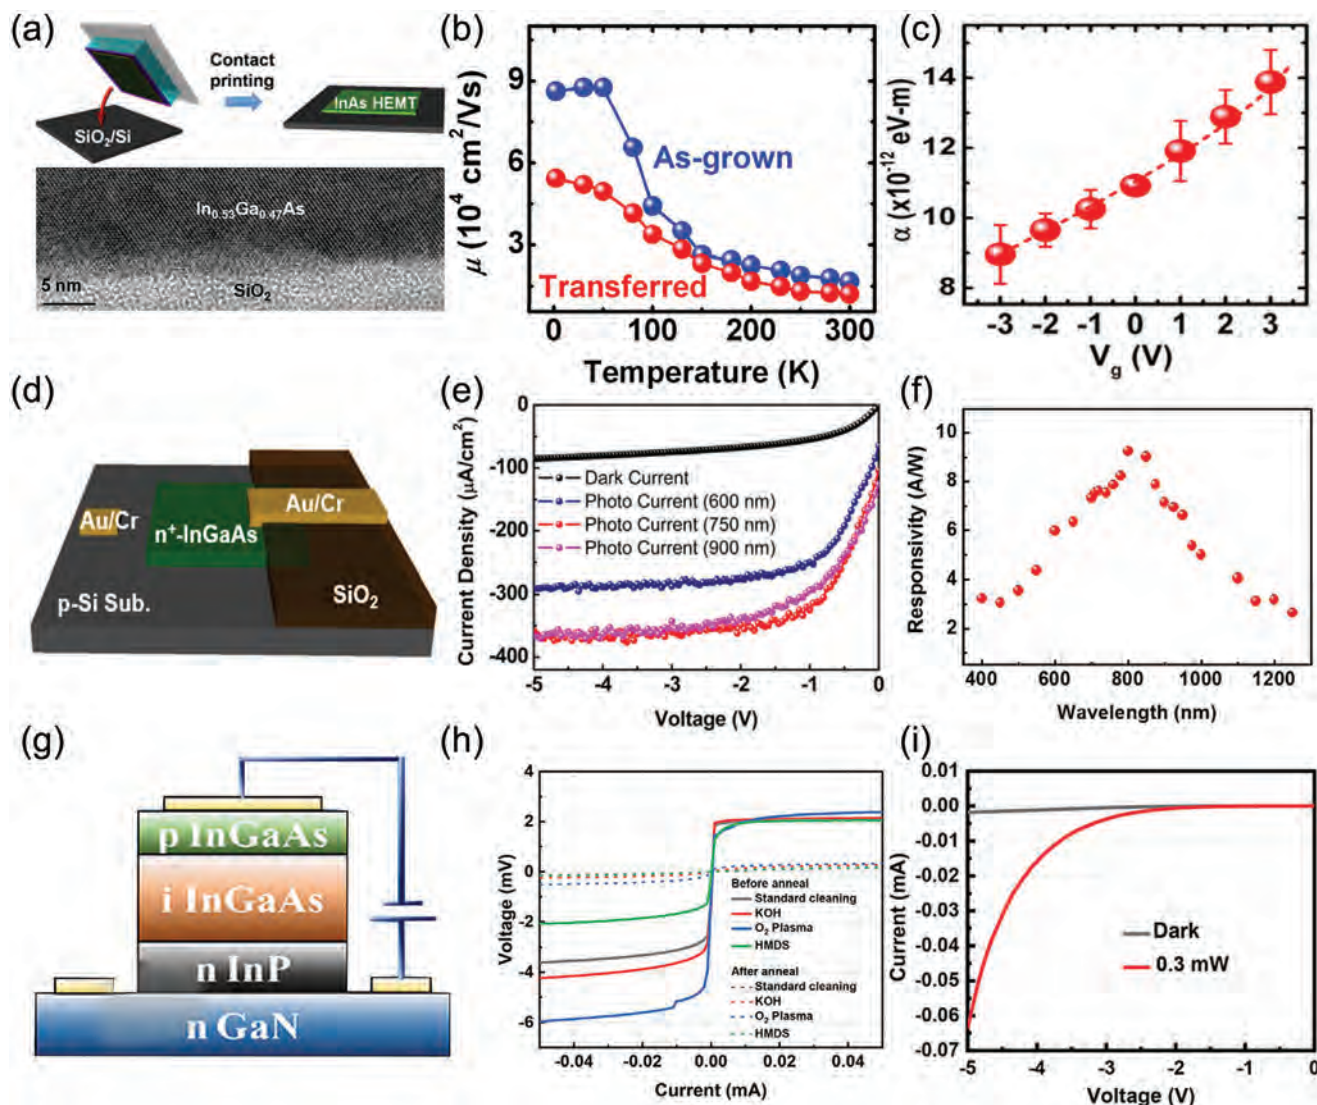 (a)
Contact
printing
SiO₂/Si
InAs HEMT
In₀.₅₃Ga₀.₄₇As
5 nm
SiO₂
(b)
μ (10⁴ cm²/Vs)
9
6
3
As-grown
Transferred
0 100 200 300
Temperature (K)
(c)
α (x10⁻¹² eV-m)
14
12
10
8
-3 -2 -1 0 1 2 3
V_g (V)
(d)
Au/Cr
Au/Cr
n⁺-InGaAs
p-Si Sub.
SiO₂
(e)
Current Density (μA/cm²)
0
-100
-200
-300
-400
Dark Current
Photo Current (600 nm)
Photo Current (750 nm)
Photo Current (900 nm)
-5 -4 -3 -2 -1 0
Voltage (V)
(f)
Responsivity (A/W)
10
8
6
4
2
400 600 800 1000 1200
Wavelength (nm)
(g)
p InGaAs
i InGaAs
n InP
n GaN
(h)
Voltage (mV)
4
2
0
-2
-4
-6
Before anneal
Standard cleaning
KOH
O₂ Plasma
HMDS
After anneal
Standard cleaning
KOH
O₂ Plasma
HMDS
-0.04 -0.02 0.00 0.02 0.04
Current (mA)
(i)
Current (mA)
0.01
0.00
-0.01
-0.02
-0.03
-0.04
-0.05
-0.06
-0.07
Dark
0.3 mW
-5 -4 -3 -2 -1 0
Voltage (V)